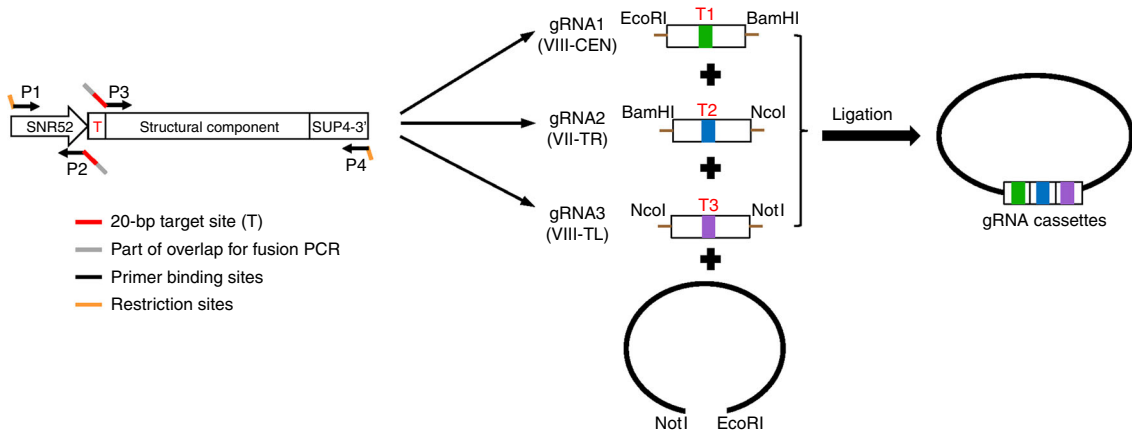 P1
P3
SNR52
T
Structural component
SUP4-3'
P2
P4
20-bp target site (T)
Part of overlap for fusion PCR
Primer binding sites
Restriction sites
gRNA1
(VIII-CEN)
EcoRI
T1
BamHI
gRNA2
(VII-TR)
BamHI
T2
NcoI
gRNA3
(VIII-TL)
NcoI
T3
NotI
NotI
EcoRI
Ligation
gRNA cassettes